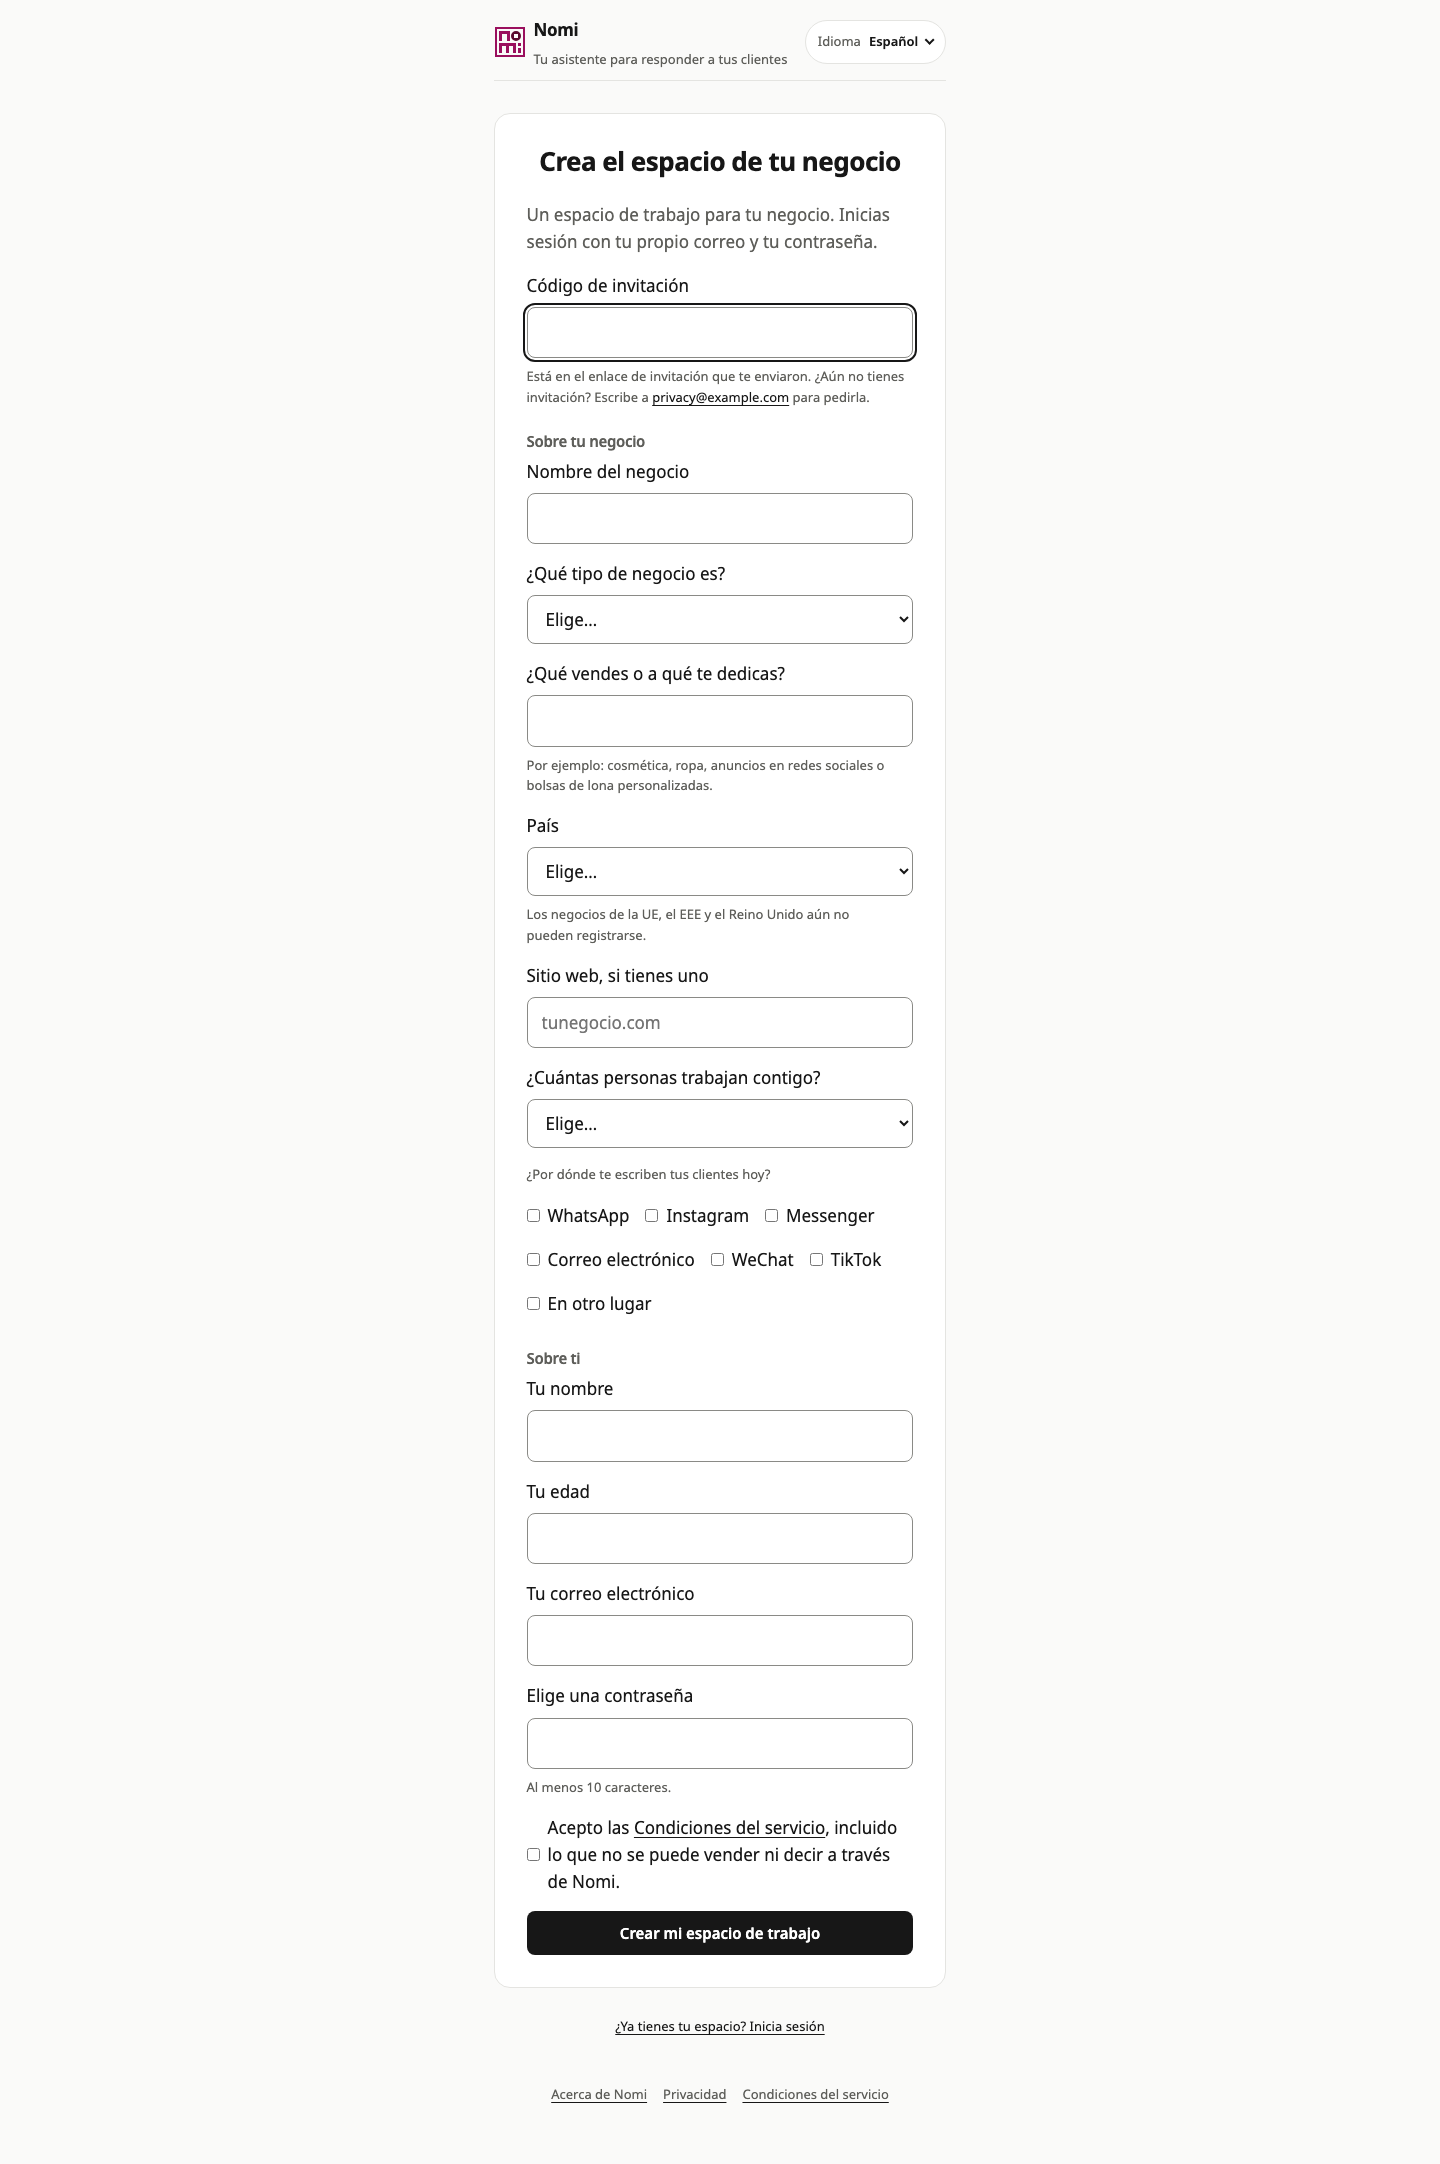 Nomi
Tu asistente para responder a tus clientes
Idioma Español
Crea el espacio de tu negocio
Un espacio de trabajo para tu negocio. Inicias
sesión con tu propio correo y tu contraseña.
Código de invitación
Está en el enlace de invitación que te enviaron. ¿Aún no tienes
invitación? Escribe a privacy@example.com para pedirla.
Sobre tu negocio
Nombre del negocio
¿Qué tipo de negocio es?
Elige...
¿Qué vendes o a qué te dedicas?
Por ejemplo: cosmética, ropa, anuncios en redes sociales o
bolsas de lona personalizadas.
País
Elige...
Los negocios de la UE, el EEE y el Reino Unido aún no
pueden registrarse.
Sitio web, si tienes uno
tunegocio.com
¿Cuántas personas trabajan contigo?
Elige...
¿Por dónde te escriben tus clientes hoy?
WhatsApp Instagram Messenger
Correo electrónico WeChat TikTok
En otro lugar
Sobre ti
Tu nombre
Tu edad
Tu correo electrónico
Elige una contraseña
Al menos 10 caracteres.
Acepto las Condiciones del servicio, incluido
lo que no se puede vender ni decir a través
de Nomi.
Crear mi espacio de trabajo
¿Ya tienes tu espacio? Inicia sesión
Acerca de Nomi Privacidad Condiciones del servicio